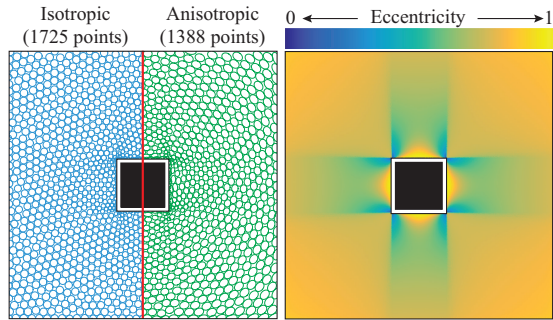 Isotropic
(1725 points)
Anisotropic
(1388 points)
0 Eccentricity 1